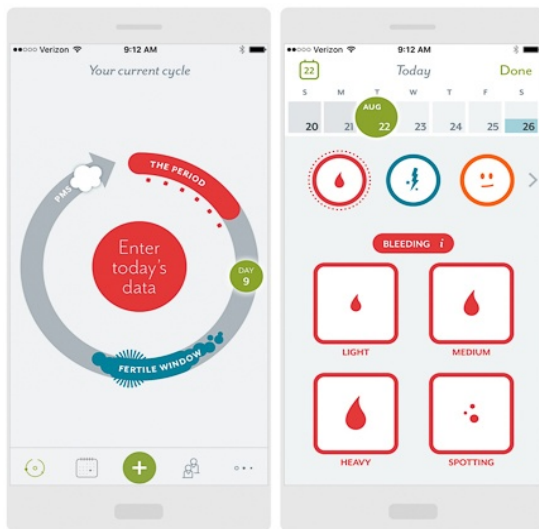 Verizon 9:12 AM
Your current cycle
THE PERIOD
PMS
Enter
today's
data
DAY
9
FERTILE WINDOW
Verizon 9:12 AM
22 Today Done
S M T W T F S
AUG
20 21 22 23 24 25 26
BLEEDING i
LIGHT MEDIUM
HEAVY SPOTTING